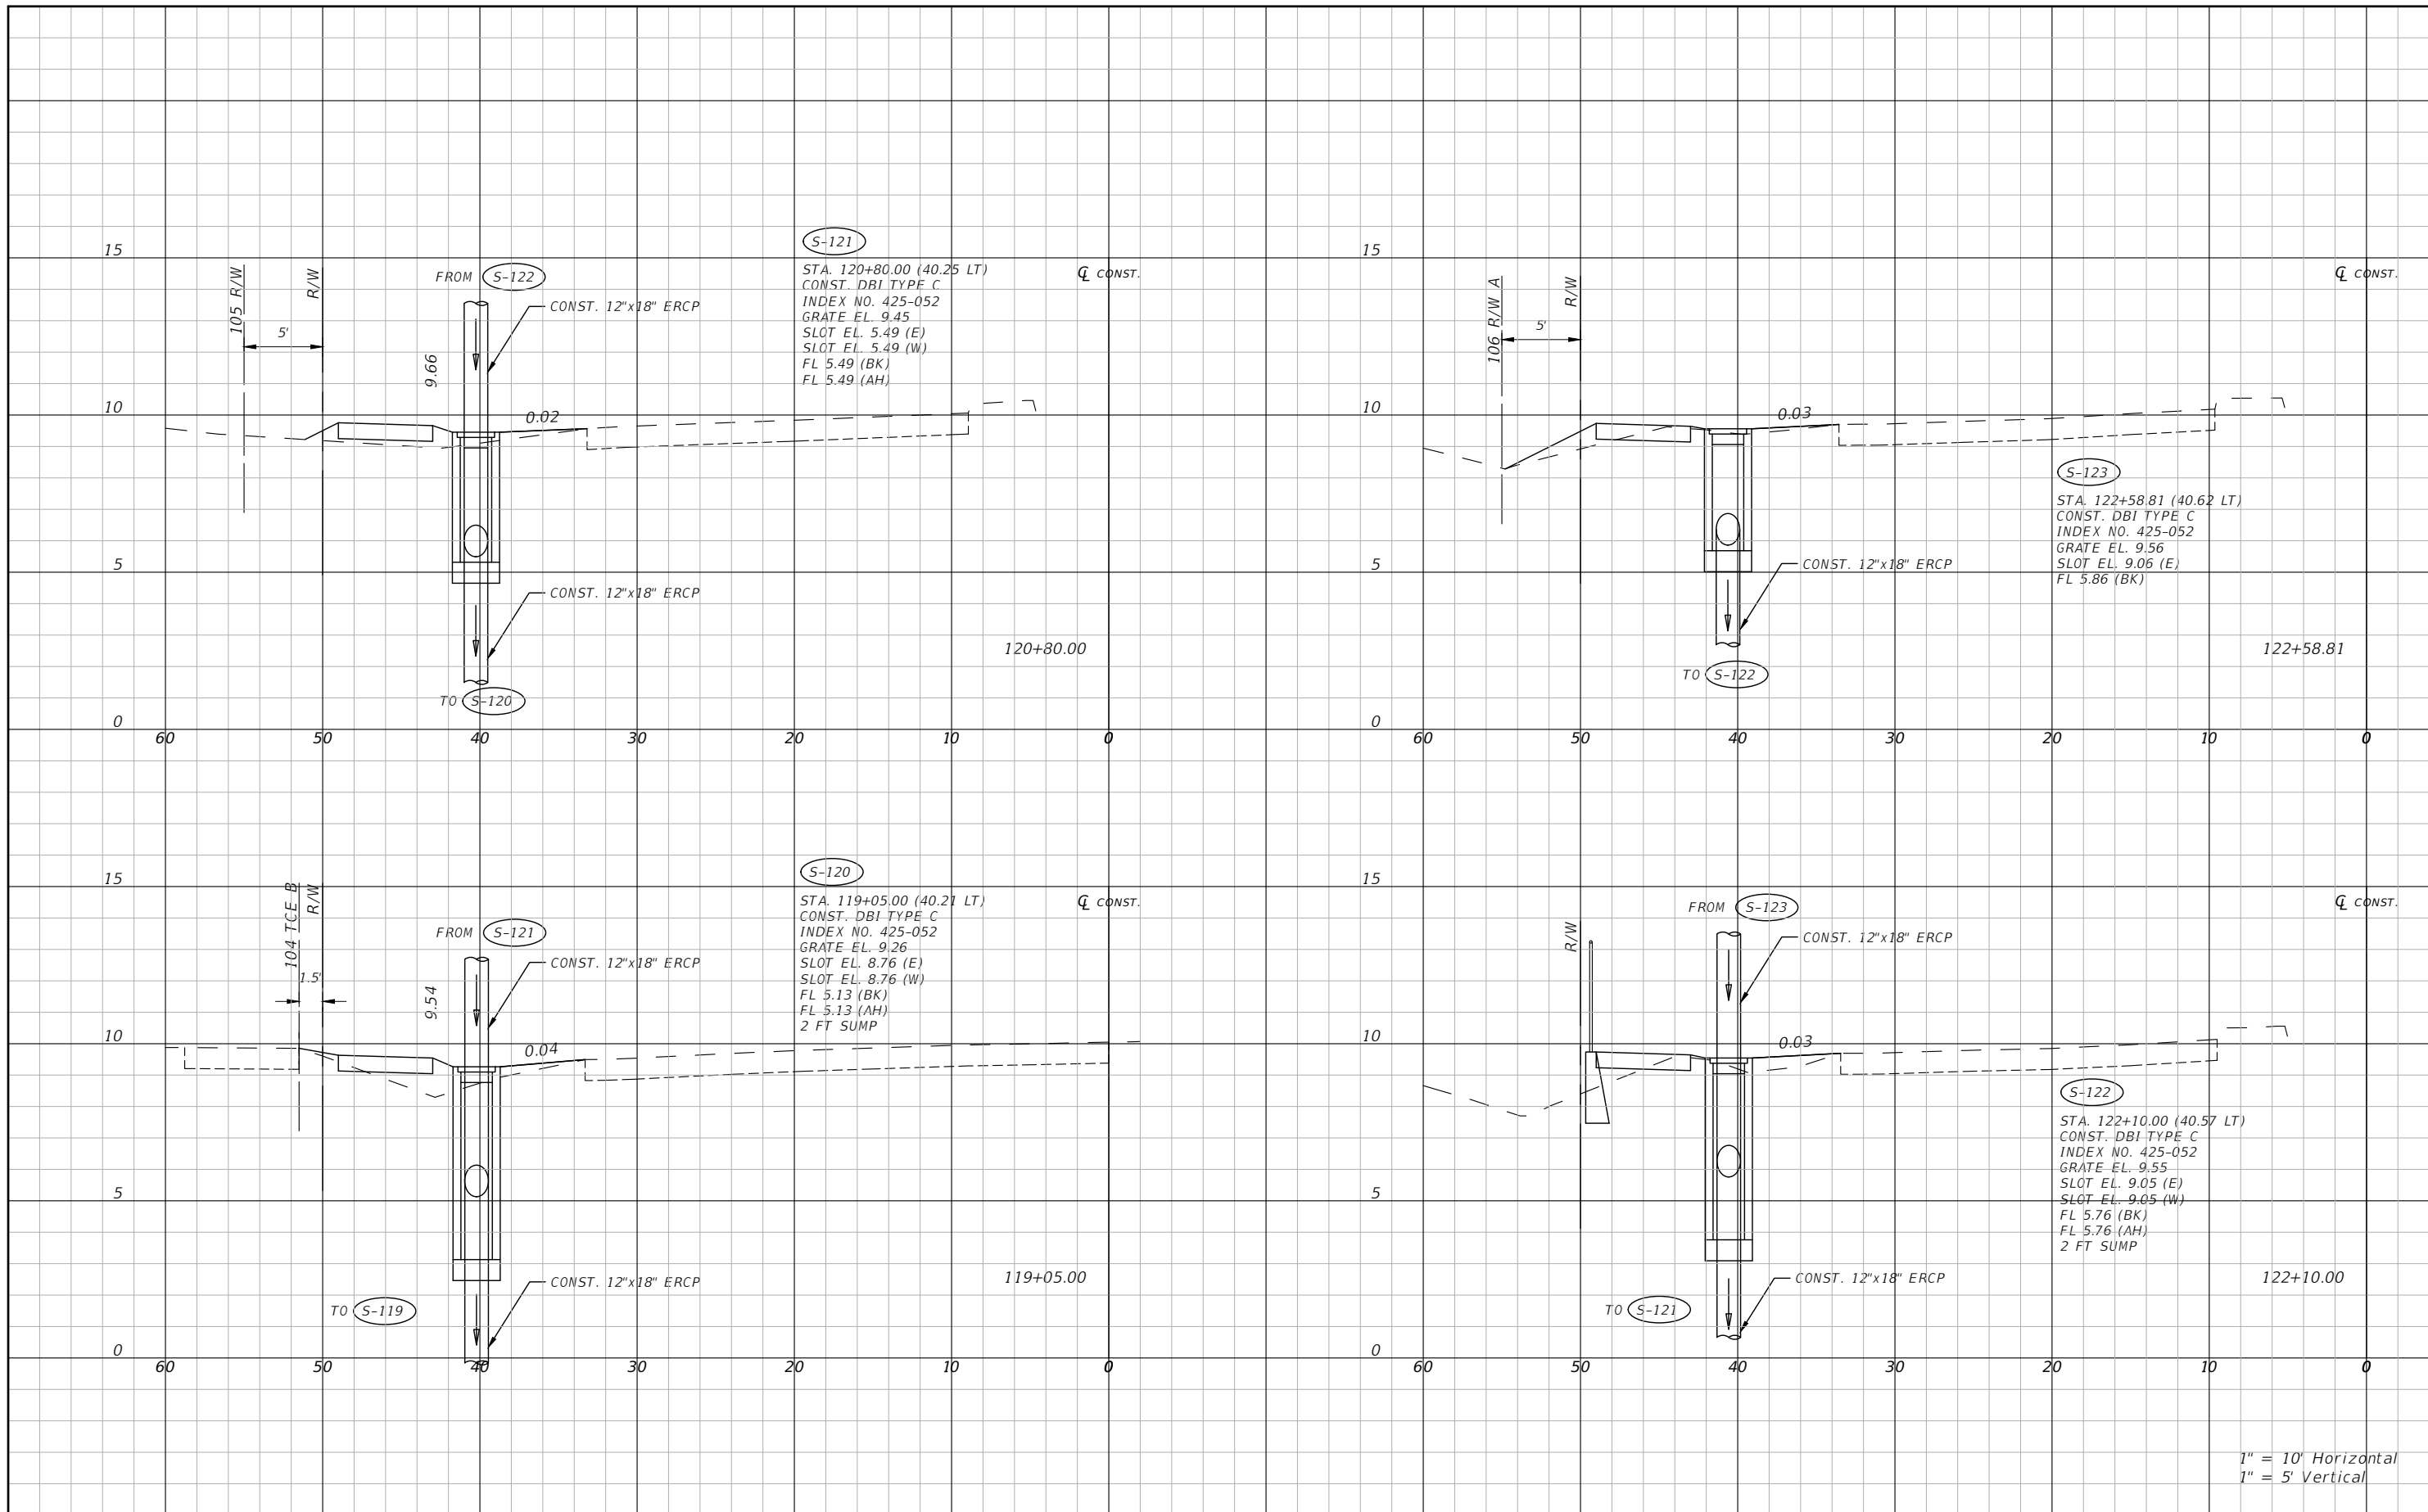 15
10
5
0
105 R/W
R/W
5'
FROM S-122
CONST. 12"x18" ERCP
9.66
0.02
S-121
STA. 120+80.00 (40.25 LT)
CONST. DBI TYPE C
INDEX NO. 425-052
GRATE EL. 9.45
SLOT EL. 5.49 (E)
SLOT EL. 5.49 (W)
FL 5.49 (BK)
FL 5.49 (AH)
CL CONST.
CONST. 12"x18" ERCP
TO S-120
120+80.00
60 50 40 30 20 10 0
15
10
5
0
106 R/W A
R/W
5'
0.03
CL CONST.
S-123
STA. 122+58.81 (40.62 LT)
CONST. DBI TYPE C
INDEX NO. 425-052
GRATE EL. 9.56
SLOT EL. 9.06 (E)
FL 5.86 (BK)
CONST. 12"x18" ERCP
TO S-122
122+58.81
60 50 40 30 20 10 0
15
10
5
0
104 TCE B
R/W
1.5'
FROM S-121
CONST. 12"x18" ERCP
9.54
0.04
S-120
STA. 119+05.00 (40.21 LT)
CONST. DBI TYPE C
INDEX NO. 425-052
GRATE EL. 9.26
SLOT EL. 8.76 (E)
SLOT EL. 8.76 (W)
FL 5.13 (BK)
FL 5.13 (AH)
2 FT SUMP
CL CONST.
CONST. 12"x18" ERCP
TO S-119
119+05.00
60 50 40 30 20 10 0
15
10
5
0
R/W
FROM S-123
CONST. 12"x18" ERCP
0.03
CL CONST.
S-122
STA. 122+10.00 (40.57 LT)
CONST. DBI TYPE C
INDEX NO. 425-052
GRATE EL. 9.55
SLOT EL. 9.05 (E)
SLOT EL. 9.05 (W)
FL 5.76 (BK)
FL 5.76 (AH)
2 FT SUMP
CONST. 12"x18" ERCP
TO S-121
122+10.00
60 50 40 30 20 10 0
1" = 10' Horizontal
1" = 5' Vertical